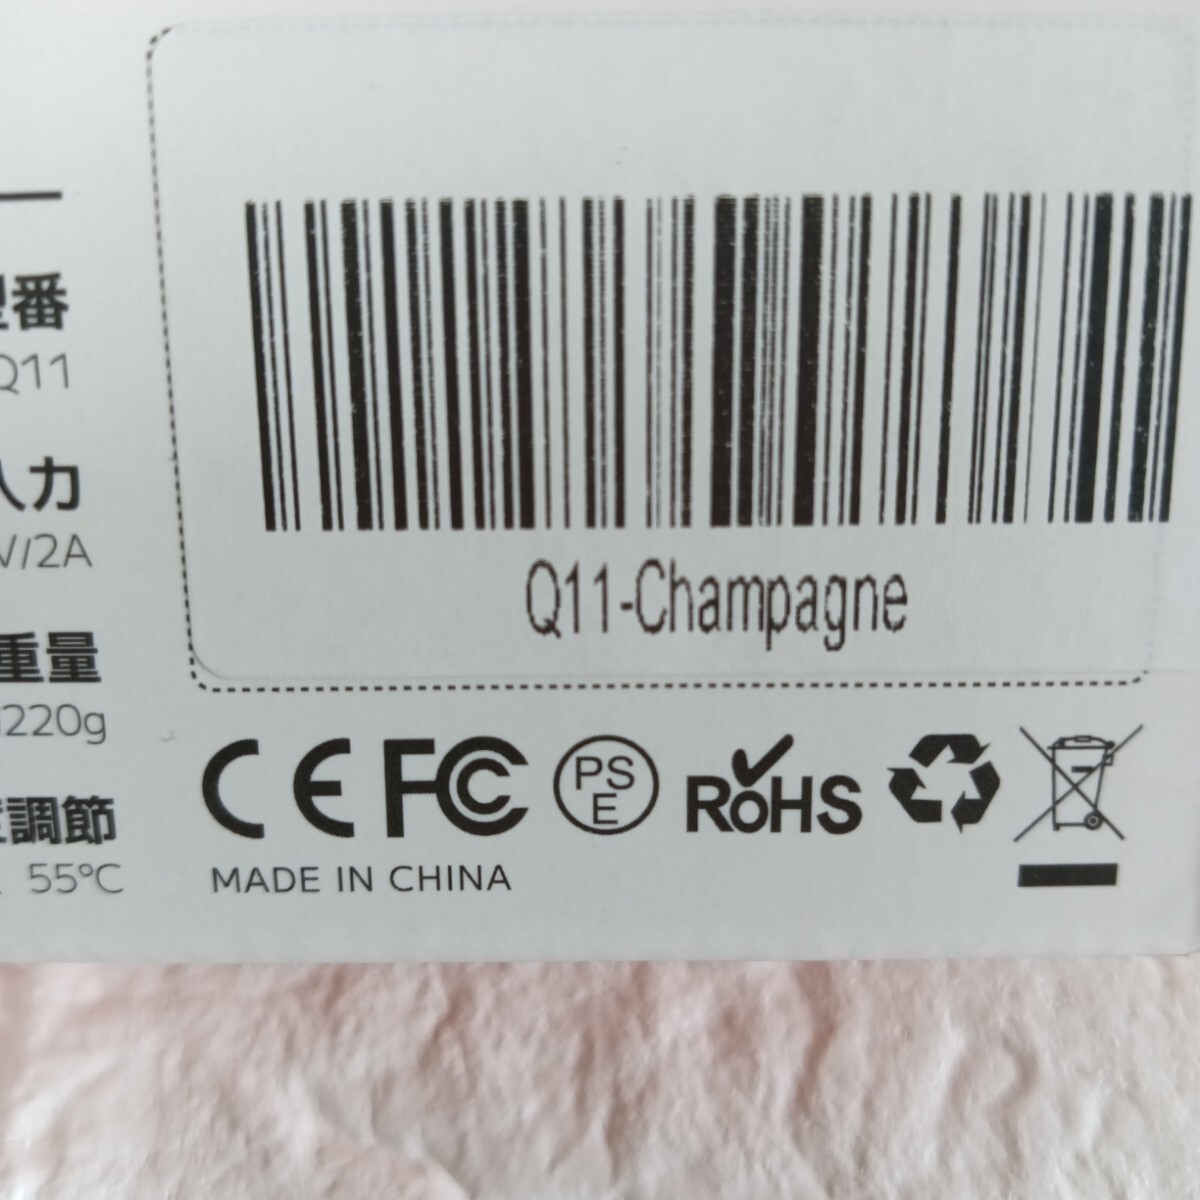 型番
Q11
入力
V/2A
重量
220g
度調節
55℃
Q11-Champagne
CE FC PSE RoHS
MADE IN CHINA